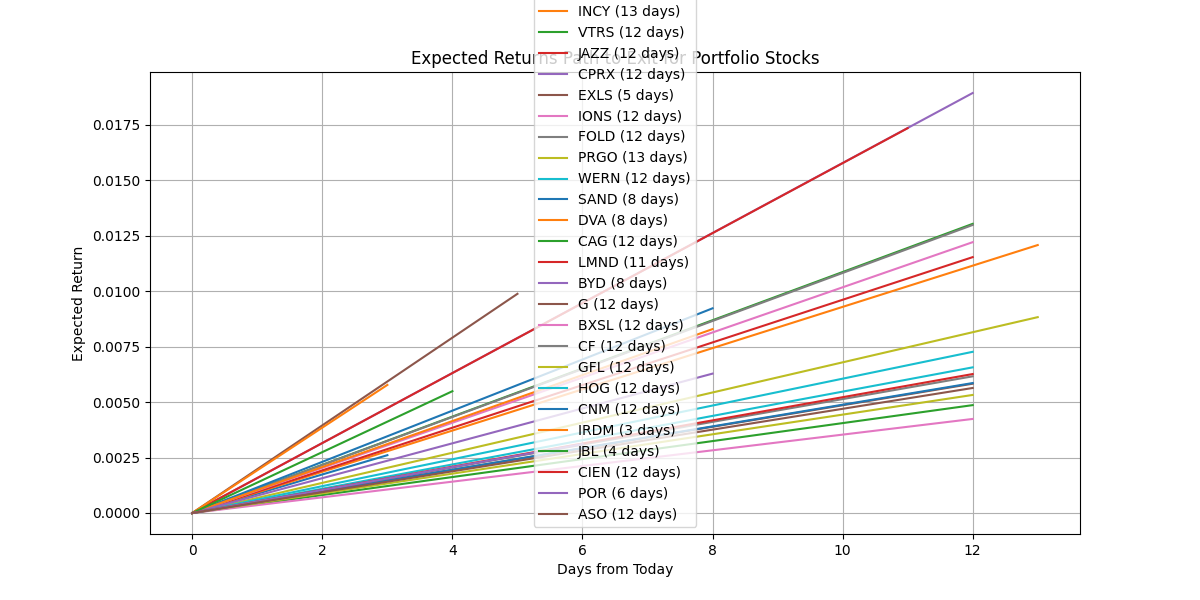 INCY (13 days)
VTRS (12 days)
JAZZ (12 days)
Expected Returns Path to Exit for Portfolio Stocks
CPRX (12 days)
EXLS (5 days)
IONS (12 days)
FOLD (12 days)
PRGO (13 days)
WERN (12 days)
SAND (8 days)
DVA (8 days)
CAG (12 days)
LMND (11 days)
BYD (8 days)
G (12 days)
BXSL (12 days)
CF (12 days)
GFL (12 days)
HOG (12 days)
CNM (12 days)
IRDM (3 days)
JBL (4 days)
CIEN (12 days)
POR (6 days)
ASO (12 days)
Expected Return
0.0175
0.0150
0.0125
0.0100
0.0075
0.0050
0.0025
0.0000
0 2 4 6 8 10 12
Days from Today